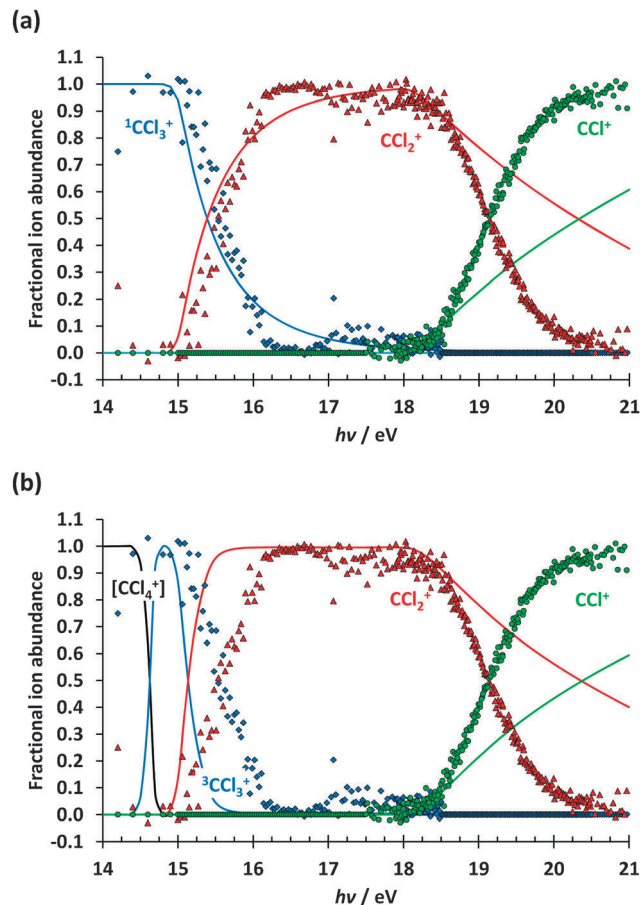 (a)
Fractional ion abundance
1.1
1.0
0.9
0.8
0.7
0.6
0.5
0.4
0.3
0.2
0.1
0.0
-0.1
¹CCl₃⁺
CCl₂⁺
CCl⁺
14 15 16 17 18 19 20 21
hν / eV
(b)
Fractional ion abundance
1.1
1.0
0.9
0.8
0.7
0.6
0.5
0.4
0.3
0.2
0.1
0.0
-0.1
[CCl₄⁺]
CCl₂⁺
CCl⁺
³CCl₃⁺
14 15 16 17 18 19 20 21
hν / eV